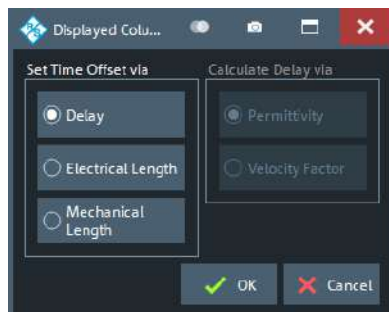 Displayed Colu...
Set Time Offset via
Calculate Delay via
Delay
Permittivity
Electrical Length
Velocity Factor
Mechanical
Length
OK
Cancel